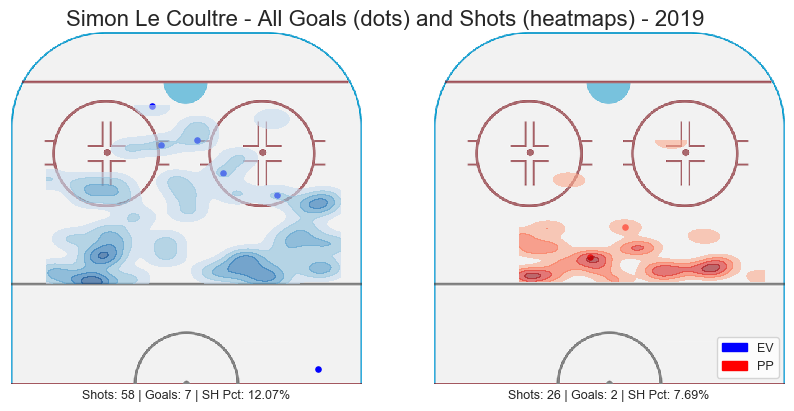 Simon Le Coultre - All Goals (dots) and Shots (heatmaps) - 2019
EV
PP
Shots: 58 | Goals: 7 | SH Pct: 12.07%
Shots: 26 | Goals: 2 | SH Pct: 7.69%